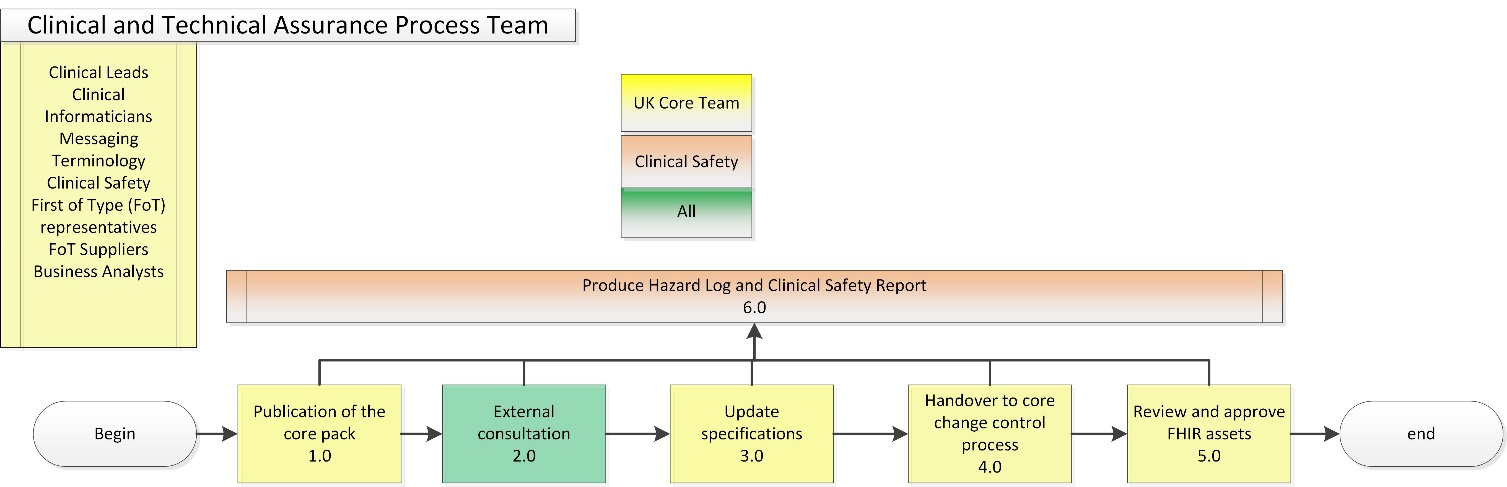 Clinical and Technical Assurance Process Team
Clinical Leads
Clinical
Informaticians
Messaging
Terminology
Clinical Safety
First of Type (FoT)
representatives
FoT Suppliers
Business Analysts
UK Core Team
Clinical Safety
All
Produce Hazard Log and Clinical Safety Report
6.0
Begin
Publication of the
core pack
1.0
External
consultation
2.0
Update
specifications
3.0
Handover to core
change control
process
4.0
Review and approve
FHIR assets
5.0
end